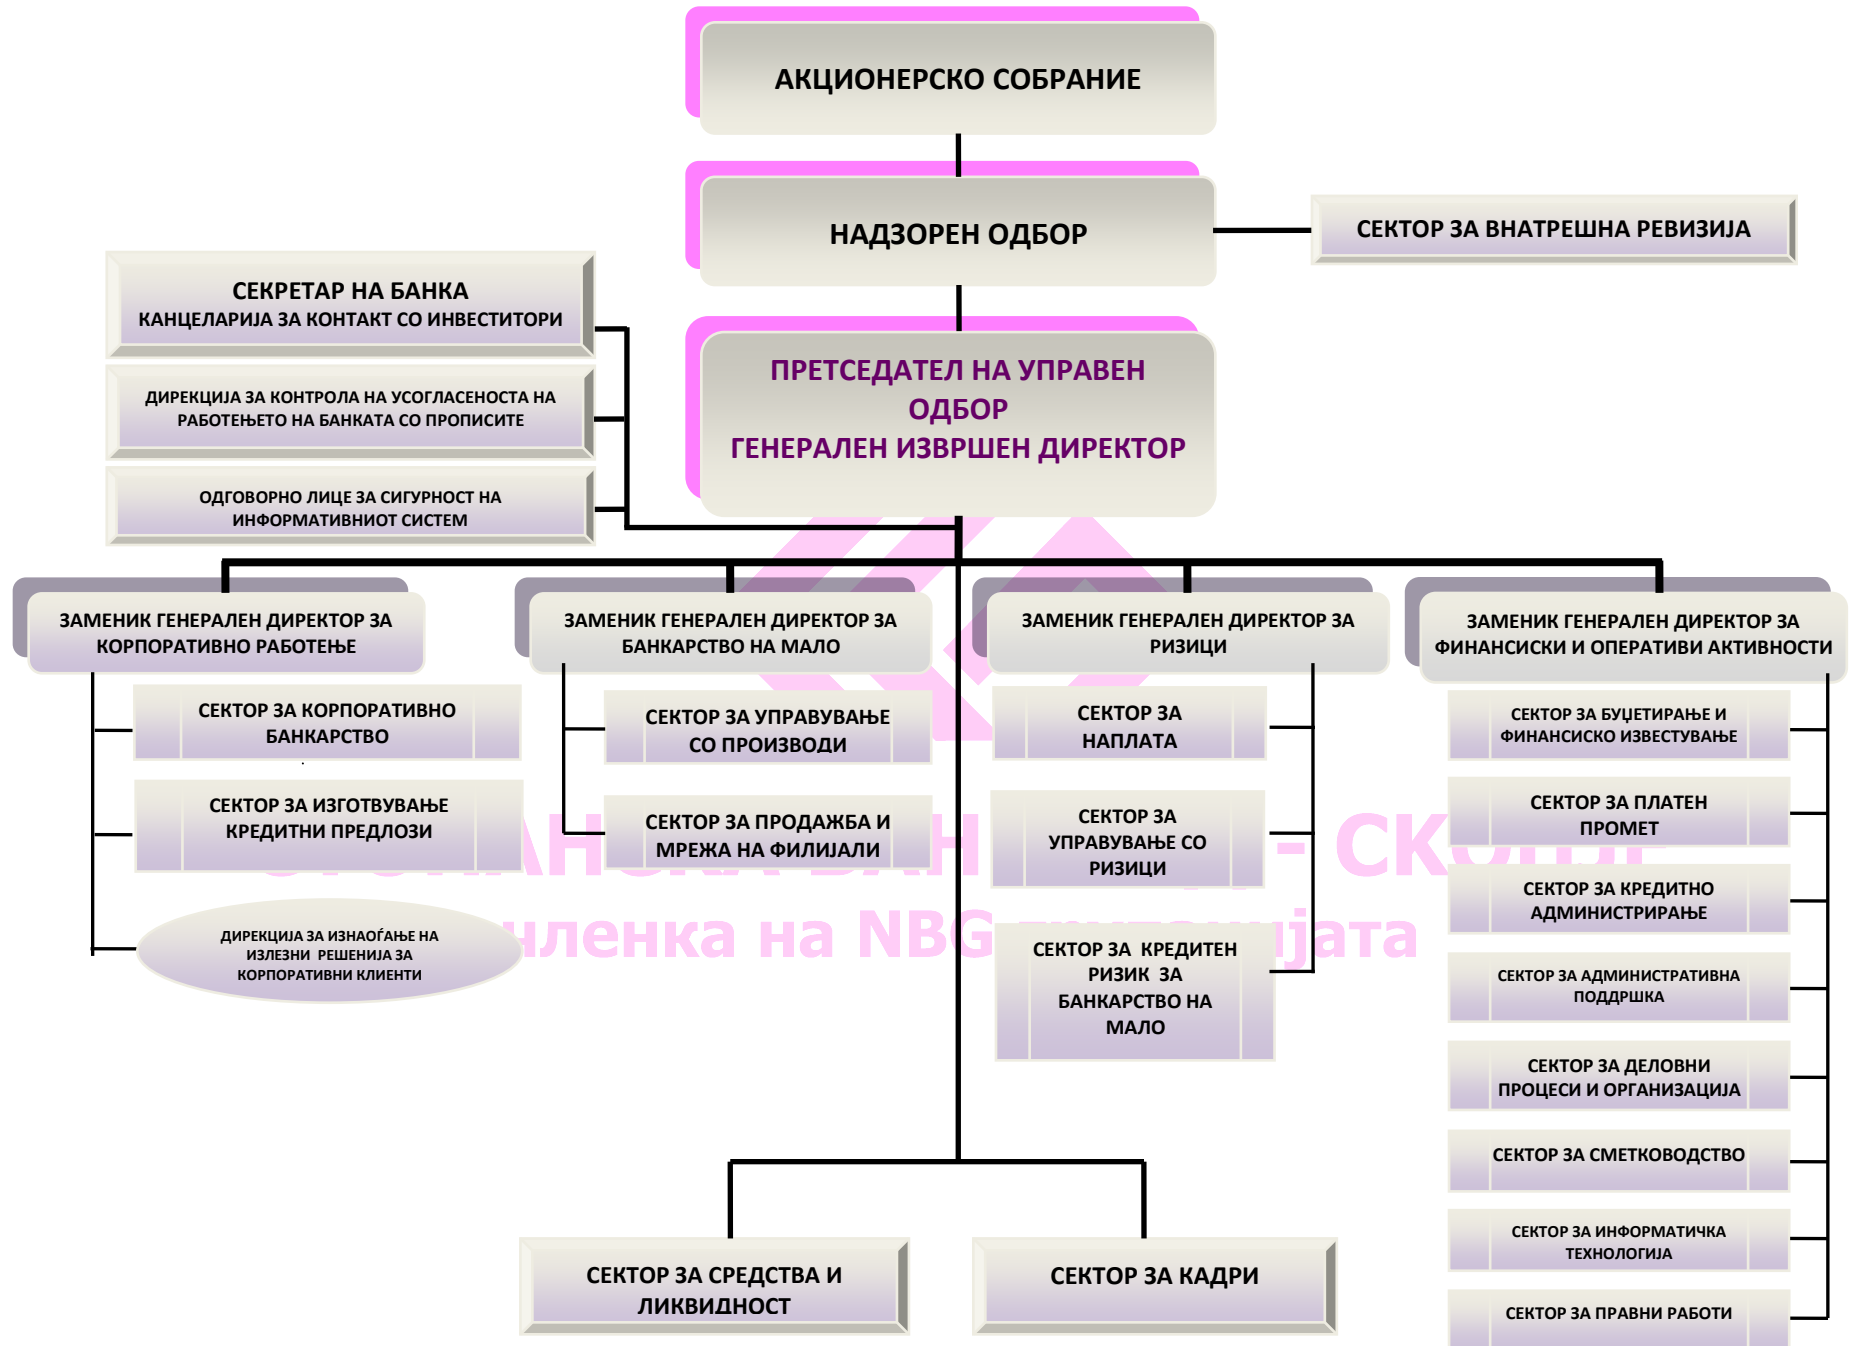 АКЦИОНЕРСКО СОБРАНИЕ
НАДЗОРЕН ОДБОР
СЕКТОР ЗА ВНАТРЕШНА РЕВИЗИЈА
СЕКРЕТАР НА БАНКА
КАНЦЕЛАРИЈА ЗА КОНТАКТ СО ИНВЕСТИТОРИ
ДИРЕКЦИЈА ЗА КОНТРОЛА НА УСОГЛАСЕНОСТА НА
РАБОТЕЊЕТО НА БАНКАТА СО ПРОПИСИТЕ
ОДГОВОРНО ЛИЦЕ ЗА СИГУРНОСТ НА
ИНФОРМАТИВНИОТ СИСТЕМ
ПРЕТСЕДАТЕЛ НА УПРАВЕН
ОДБОР
ГЕНЕРАЛЕН ИЗВРШЕН ДИРЕКТОР
ЗАМЕНИК ГЕНЕРАЛЕН ДИРЕКТОР ЗА
КОРПОРАТИВНО РАБОТЕЊЕ
СЕКТОР ЗА КОРПОРАТИВНО
БАНКАРСТВО
СЕКТОР ЗА ИЗГОТВУВАЊЕ
КРЕДИТНИ ПРЕДЛОЗИ
ДИРЕКЦИЈА ЗА ИЗНАОЃАЊЕ НА
ИЗЛЕЗНИ РЕШЕНИЈА ЗА
КОРПОРАТИВНИ КЛИЕНТИ
ЗАМЕНИК ГЕНЕРАЛЕН ДИРЕКТОР ЗА
БАНКАРСТВО НА МАЛО
СЕКТОР ЗА УПРАВУВАЊЕ
СО ПРОИЗВОДИ
СЕКТОР ЗА ПРОДАЖБА И
МРЕЖА НА ФИЛИЈАЛИ
ЗАМЕНИК ГЕНЕРАЛЕН ДИРЕКТОР ЗА
РИЗИЦИ
СЕКТОР ЗА
НАПЛАТА
СЕКТОР ЗА
УПРАВУВАЊЕ СО
РИЗИЦИ
СЕКТОР ЗА КРЕДИТЕН
РИЗИК ЗА
БАНКАРСТВО НА
МАЛО
ЗАМЕНИК ГЕНЕРАЛЕН ДИРЕКТОР ЗА
ФИНАНСИСКИ И ОПЕРАТИВИ АКТИВНОСТИ
СЕКТОР ЗА БУЏЕТИРАЊЕ И
ФИНАНСИСКО ИЗВЕСТУВАЊЕ
СЕКТОР ЗА ПЛАТЕН
ПРОМЕТ
СЕКТОР ЗА КРЕДИТНО
АДМИНИСТРИРАЊЕ
СЕКТОР ЗА АДМИНИСТРАТИВНА
ПОДДРШКА
СЕКТОР ЗА ДЕЛОВНИ
ПРОЦЕСИ И ОРГАНИЗАЦИЈА
СЕКТОР ЗА СМЕТКОВОДСТВО
СЕКТОР ЗА ИНФОРМАТИЧКА
ТЕХНОЛОГИЈА
СЕКТОР ЗА ПРАВНИ РАБОТИ
СЕКТОР ЗА СРЕДСТВА И
ЛИКВИДНОСТ
СЕКТОР ЗА КАДРИ
на NBG